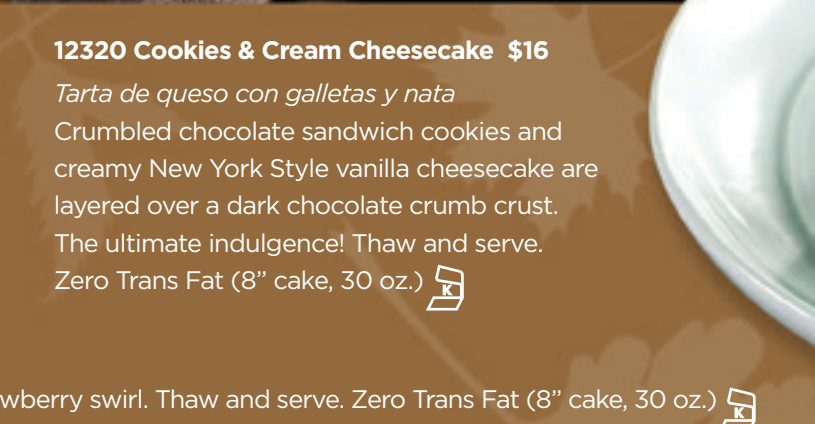 12320 Cookies & Cream Cheesecake $16
Tarta de queso con galletas y nata
Crumbled chocolate sandwich cookies and
creamy New York Style vanilla cheesecake are
layered over a dark chocolate crumb crust.
The ultimate indulgence! Thaw and serve.
Zero Trans Fat (8” cake, 30 oz.) K
swirl. Thaw and serve. Zero Trans Fat (8” cake, 30 oz.) K